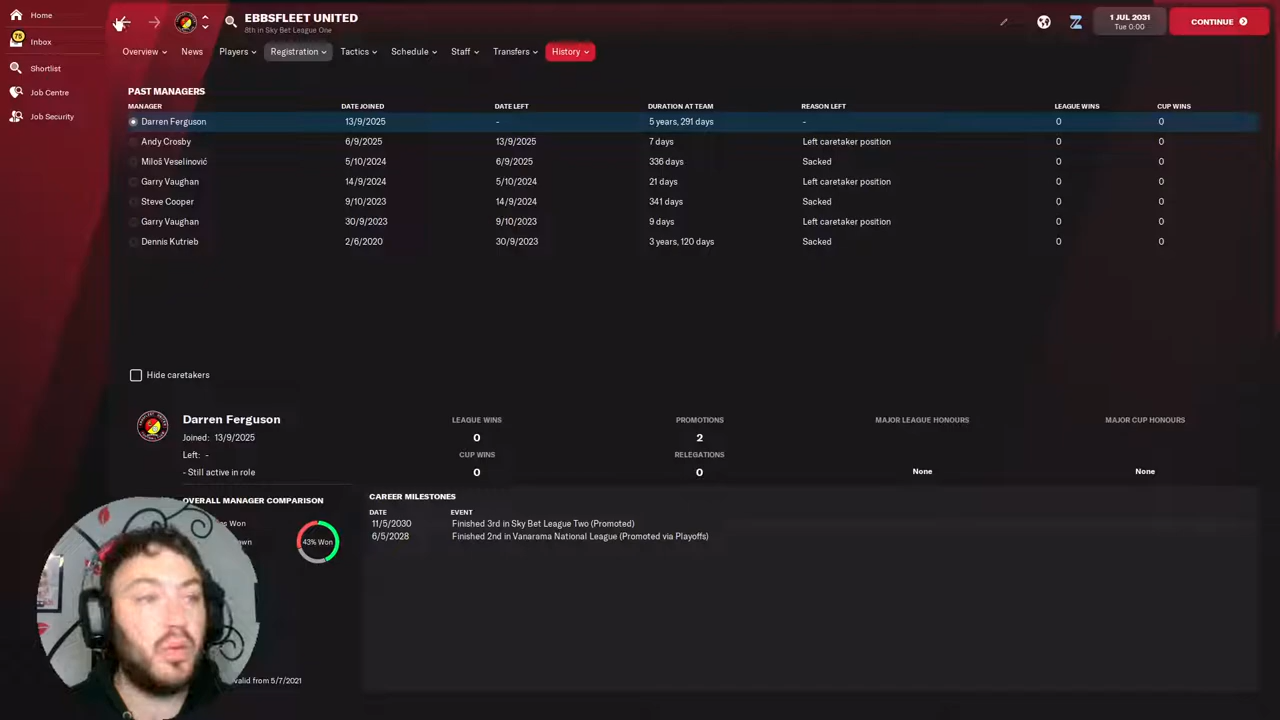 Home
EBBSFLEET UNITED
8th in Sky Bet League One
1 JUL 2031
Tue 0:00
CONTINUE
75
Inbox
Overview News Players Registration Tactics Schedule Staff Transfers History
Shortlist
Job Centre
Job Security
PAST MANAGERS
MANAGER DATE JOINED DATE LEFT DURATION AT TEAM REASON LEFT LEAGUE WINS CUP WINS
Darren Ferguson 13/9/2025 - 5 years, 291 days - 0 0
Andy Crosby 6/9/2025 13/9/2025 7 days Left caretaker position 0 0
Miloš Veselinović 5/10/2024 6/9/2025 336 days Sacked 0 0
Garry Vaughan 14/9/2024 5/10/2024 21 days Left caretaker position 0 0
Steve Cooper 9/10/2023 14/9/2024 341 days Sacked 0 0
Garry Vaughan 30/9/2023 9/10/2023 9 days Left caretaker position 0 0
Dennis Kutrieb 2/6/2020 30/9/2023 3 years, 120 days Sacked 0 0
Hide caretakers
Darren Ferguson
Joined: 13/9/2025
Left: -
- Still active in role
LEAGUE WINS PROMOTIONS MAJOR LEAGUE HONOURS MAJOR CUP HONOURS
0 2
CUP WINS RELEGATIONS
0 0 None None
OVERALL MANAGER COMPARISON
Won
43% Won
valid from 5/7/2021
CAREER MILESTONES
DATE EVENT
11/5/2030 Finished 3rd in Sky Bet League Two (Promoted)
6/5/2028 Finished 2nd in Vanarama National League (Promoted via Playoffs)